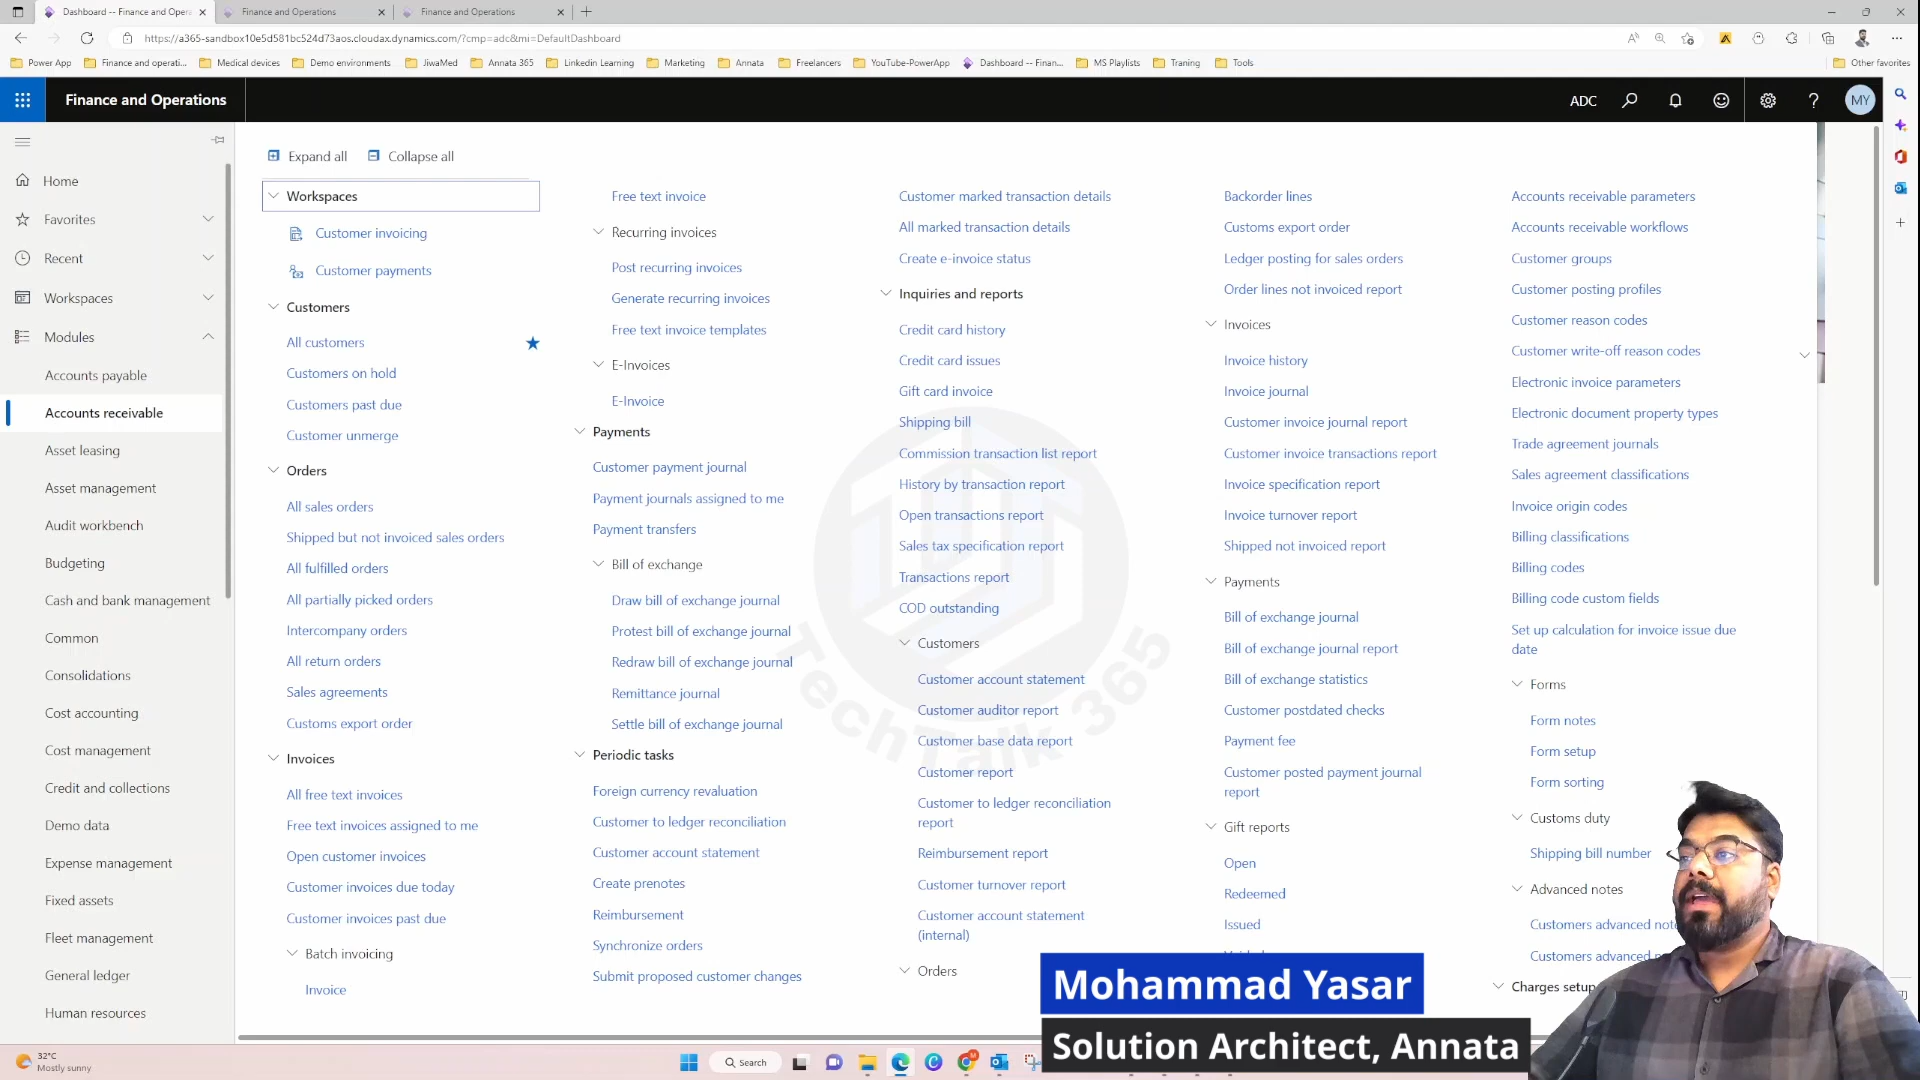 Dashboard -- Finance and Opera
Finance and Operations
Finance and Operations
https://a365-sandbox10e5d581bc524d73aos.cloudax.dynamics.com/?cmp=adc&mi=DefaultDashboard
Power App
Finance and operati...
Medical devices
Demo environments
JiwaMed
Annata 365
Linkedin Learning
Marketing
Annata
Freelancers
YouTube-PowerApp
Dashboard -- Finan...
MS Playlists
Traning
Tools
Other favorites
Finance and Operations
ADC
MY
Home
Favorites
Recent
Workspaces
Modules
Accounts payable
Accounts receivable
Asset leasing
Asset management
Audit workbench
Budgeting
Cash and bank management
Common
Consolidations
Cost accounting
Cost management
Credit and collections
Demo data
Expense management
Fixed assets
Fleet management
General ledger
Human resources
Expand all
Collapse all
Workspaces
Customer invoicing
Customer payments
Customers
All customers
Customers on hold
Customers past due
Customer unmerge
Orders
All sales orders
Shipped but not invoiced sales orders
All fulfilled orders
All partially picked orders
Intercompany orders
All return orders
Sales agreements
Customs export order
Invoices
All free text invoices
Free text invoices assigned to me
Open customer invoices
Customer invoices due today
Customer invoices past due
Batch invoicing
Invoice
Free text invoice
Recurring invoices
Post recurring invoices
Generate recurring invoices
Free text invoice templates
E-Invoices
E-Invoice
Payments
Customer payment journal
Payment journals assigned to me
Payment transfers
Bill of exchange
Draw bill of exchange journal
Protest bill of exchange journal
Redraw bill of exchange journal
Remittance journal
Settle bill of exchange journal
Periodic tasks
Foreign currency revaluation
Customer to ledger reconciliation
Customer account statement
Create prenotes
Reimbursement
Synchronize orders
Submit proposed customer changes
Customer marked transaction details
All marked transaction details
Create e-invoice status
Inquiries and reports
Credit card history
Credit card issues
Gift card invoice
Shipping bill
Commission transaction list report
History by transaction report
Open transactions report
Sales tax specification report
Transactions report
COD outstanding
Customers
Customer account statement
Customer auditor report
Customer base data report
Customer report
Customer to ledger reconciliation
report
Reimbursement report
Customer turnover report
Customer account statement
(internal)
Orders
Backorder lines
Customs export order
Ledger posting for sales orders
Order lines not invoiced report
Invoices
Invoice history
Invoice journal
Customer invoice journal report
Customer invoice transactions report
Invoice specification report
Invoice turnover report
Shipped not invoiced report
Payments
Bill of exchange journal
Bill of exchange journal report
Bill of exchange statistics
Customer postdated checks
Payment fee
Customer posted payment journal
report
Gift reports
Open
Redeemed
Issued
Accounts receivable parameters
Accounts receivable workflows
Customer groups
Customer posting profiles
Customer reason codes
Customer write-off reason codes
Electronic invoice parameters
Electronic document property types
Trade agreement journals
Sales agreement classifications
Invoice origin codes
Billing classifications
Billing codes
Billing code custom fields
Set up calculation for invoice issue due
date
Forms
Form notes
Form setup
Form sorting
Customs duty
Shipping bill number
Advanced notes
Customers advanced not
Customers advanced
Charges setup
TechTalk 365
Mohammad Yasar
Solution Architect, Annata
32°C
Mostly sunny
Search